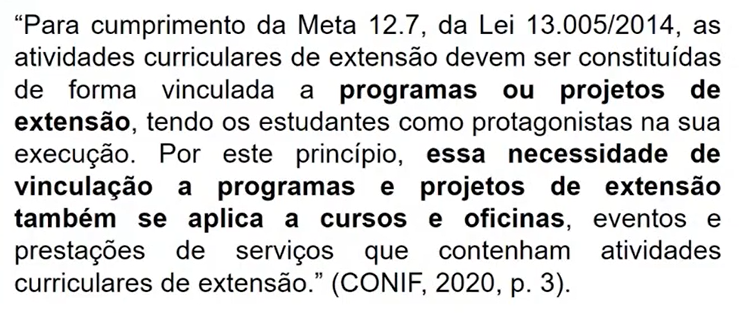 “Para cumprimento da Meta 12.7, da Lei 13.005/2014, as
atividades curriculares de extensão devem ser constituídas
de forma vinculada a programas ou projetos de
extensão, tendo os estudantes como protagonistas na sua
execução. Por este princípio, essa necessidade de
vinculação a programas e projetos de extensão
também se aplica a cursos e oficinas, eventos e
prestações de serviços que contenham atividades
curriculares de extensão.” (CONIF, 2020, p. 3).